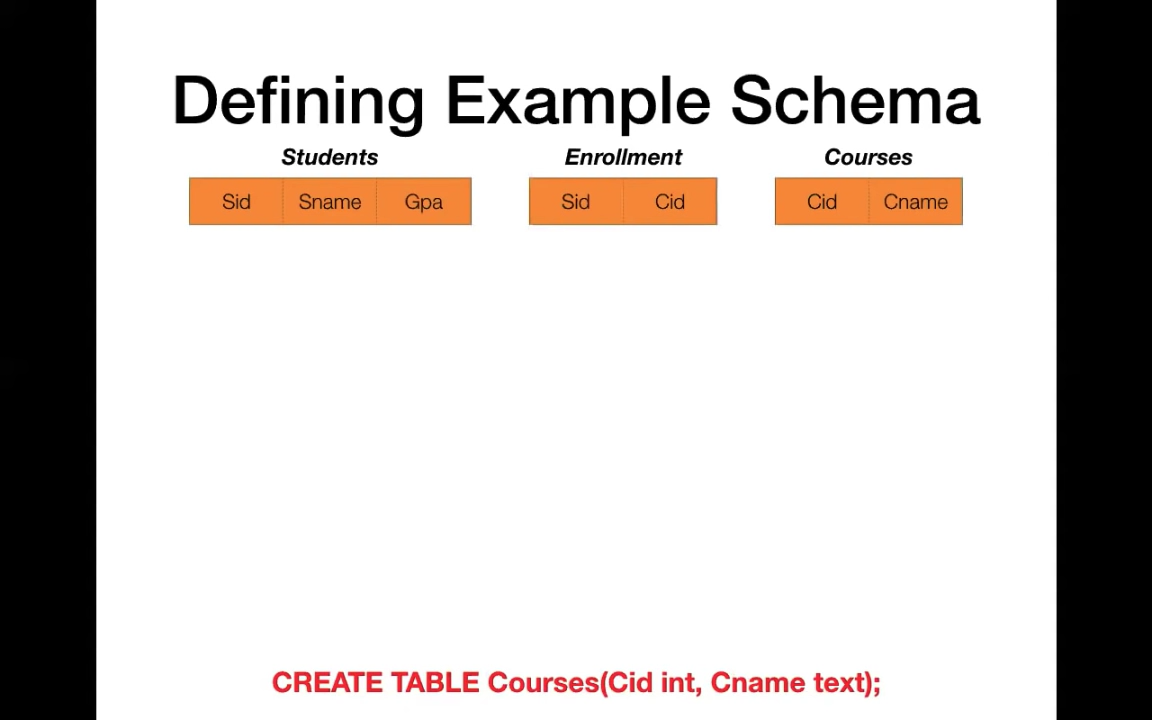 Defining Example Schema
Students Enrollment Courses
Sid Sname Gpa Sid Cid Cid Cname
CREATE TABLE Courses(Cid int, Cname text);